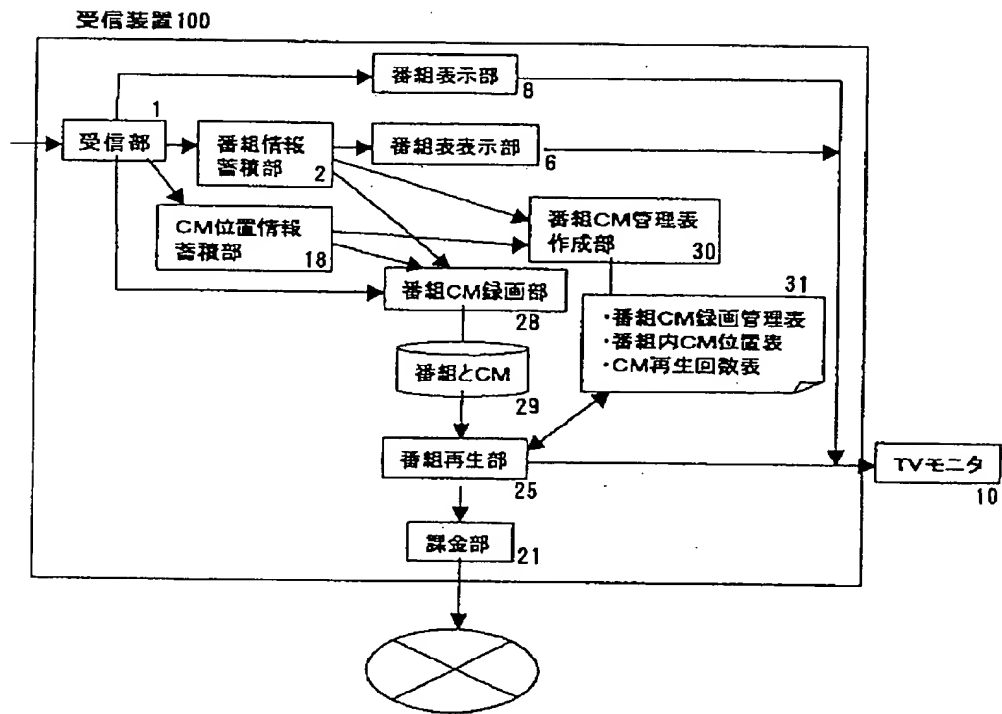 受信装置100
番組表示部
8
1
受信部
番組情報
蓄積部
2
番組表表示部
6
CM位置情報
蓄積部
18
番組CM管理表
作成部
30
番組CM録画部
28
31
・番組CM録画管理表
・番組内CM位置表
・CM再生回数表
番組とCM
29
番組再生部
25
TVモニタ
10
課金部
21